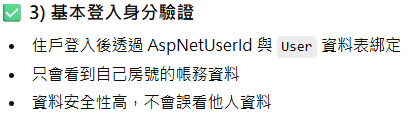 ✅ 3) 基本登入身分驗證
• 住戶登入後透過 AspNetUserId 與 User 資料表綁定
• 只會看到自己房號的帳務資料
• 資料安全性高，不會誤看他人資料